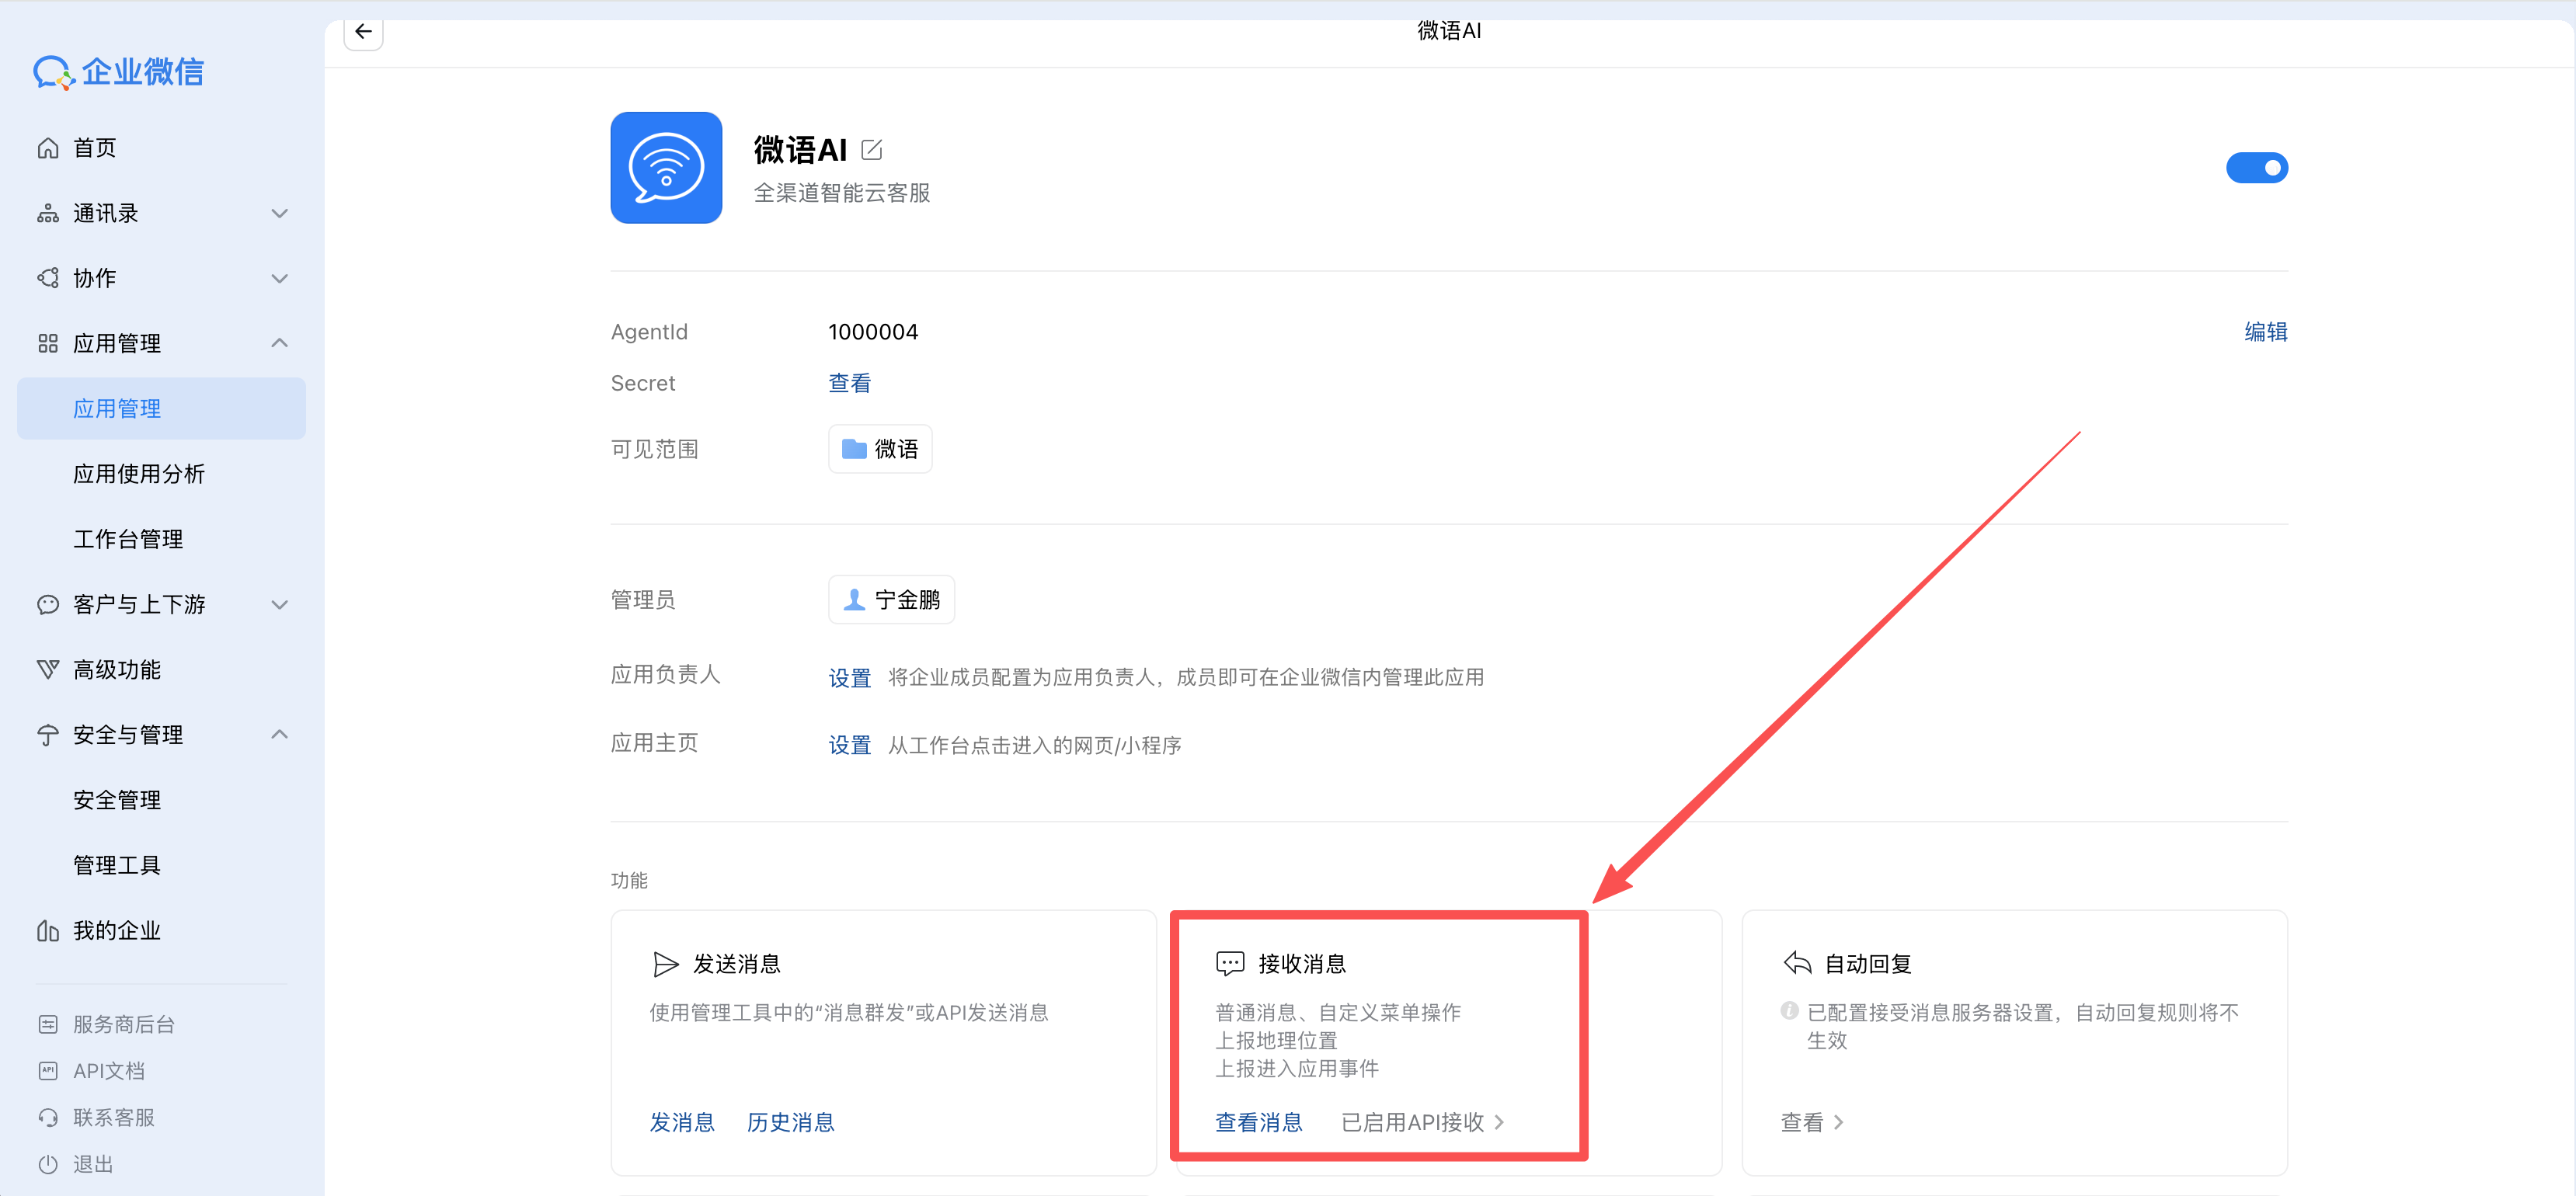 微语AI
企业微信
首页
通讯录
协作
应用管理
应用管理
应用使用分析
工作台管理
客户与上下游
高级功能
安全与管理
安全管理
管理工具
我的企业
服务商后台
API文档
联系客服
退出
微语AI
全渠道智能云客服
AgentId 1000004 编辑
Secret 查看
可见范围 微语
管理员 宁金鹏
应用负责人 设置 将企业成员配置为应用负责人，成员即可在企业微信内管理此应用
应用主页 设置 从工作台点击进入的网页/小程序
功能
发送消息
使用管理工具中的“消息群发”或API发送消息
发消息 历史消息
接收消息
普通消息、自定义菜单操作
上报地理位置
上报进入应用事件
查看消息 已启用API接收
自动回复
已配置接受消息服务器设置，自动回复规则将不
生效
查看